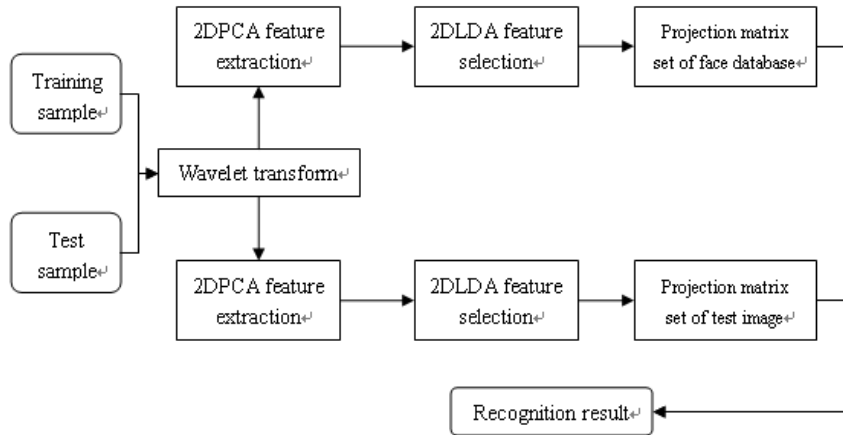 2DPCA feature
extraction↵
2DLDA feature
selection↵
Projection matrix
set of face database↵
Training
sample↵
Wavelet transform↵
Test
sample↵
2DPCA feature
extraction↵
2DLDA feature
selection↵
Projection matrix
set of test image↵
Recognition result↵